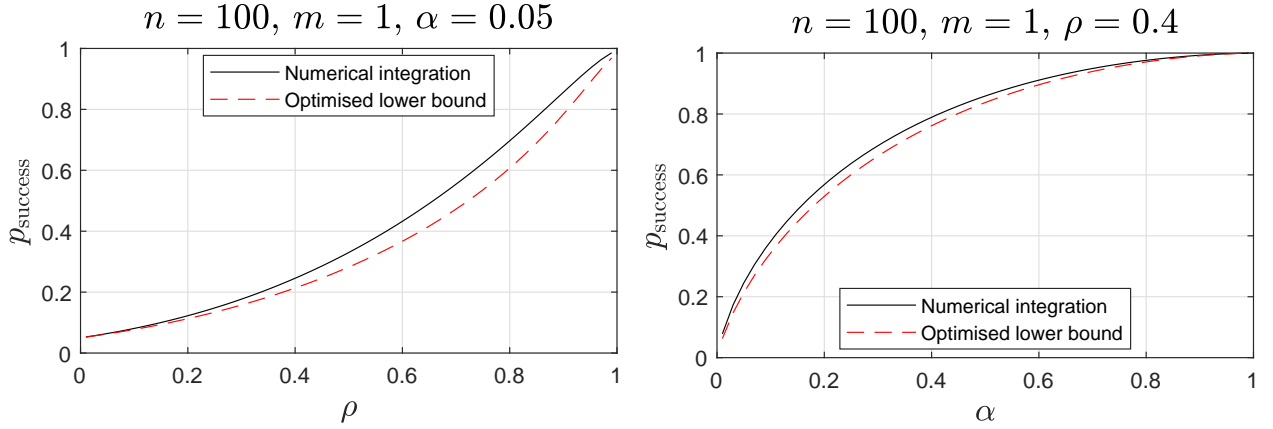 n = 100, m = 1, α = 0.05
1
0.8
0.6
0.4
0.2
0
p_success
Numerical integration
Optimised lower bound
0 0.2 0.4 0.6 0.8 1
ρ
n = 100, m = 1, ρ = 0.4
1
0.8
0.6
0.4
0.2
0
p_success
Numerical integration
Optimised lower bound
0 0.2 0.4 0.6 0.8 1
α